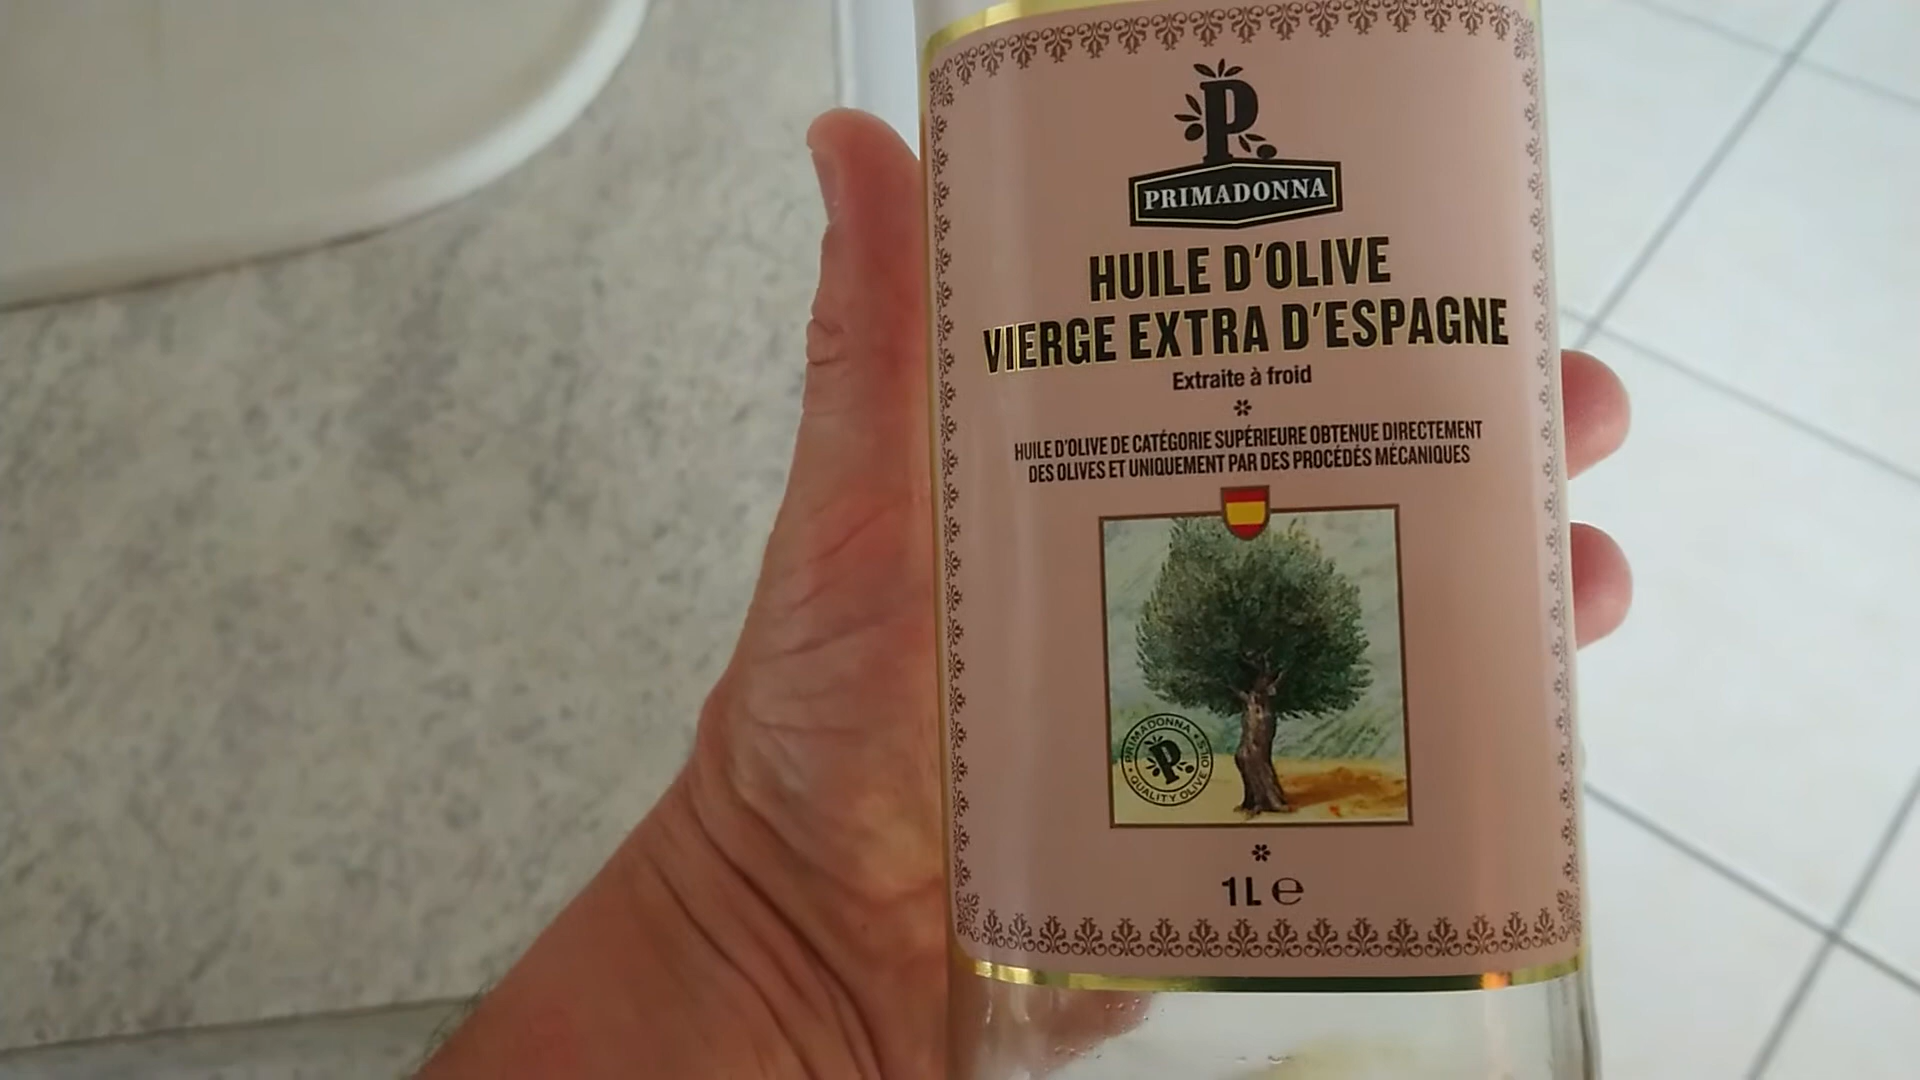 P
PRIMADONNA
HUILE D'OLIVE
VIERGE EXTRA D'ESPAGNE
Extraite à froid
HUILE D'OLIVE DE CATÉGORIE SUPÉRIEURE OBTENUE DIRECTEMENT
DES OLIVES ET UNIQUEMENT PAR DES PROCÉDÉS MÉCANIQUES
PRIMADONNA • QUALITY OLIVE OILS •
P
1L ℮